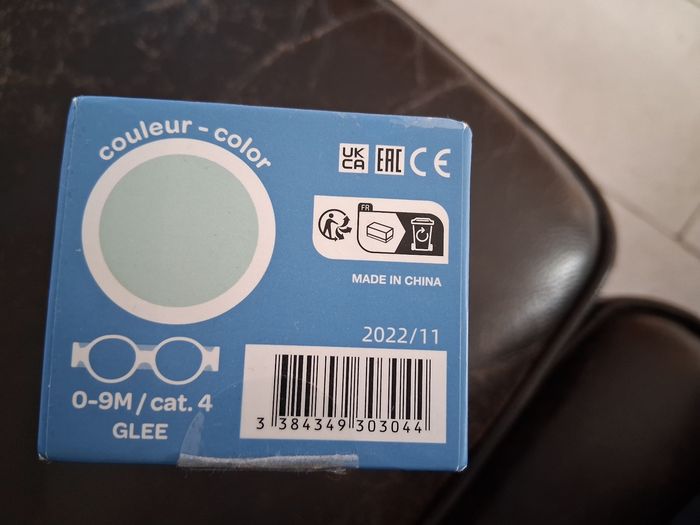 couleur - color
UK
CA
EAC
CE
FR
MADE IN CHINA
2022/11
0-9M / cat. 4
GLEE
3 384349 303044